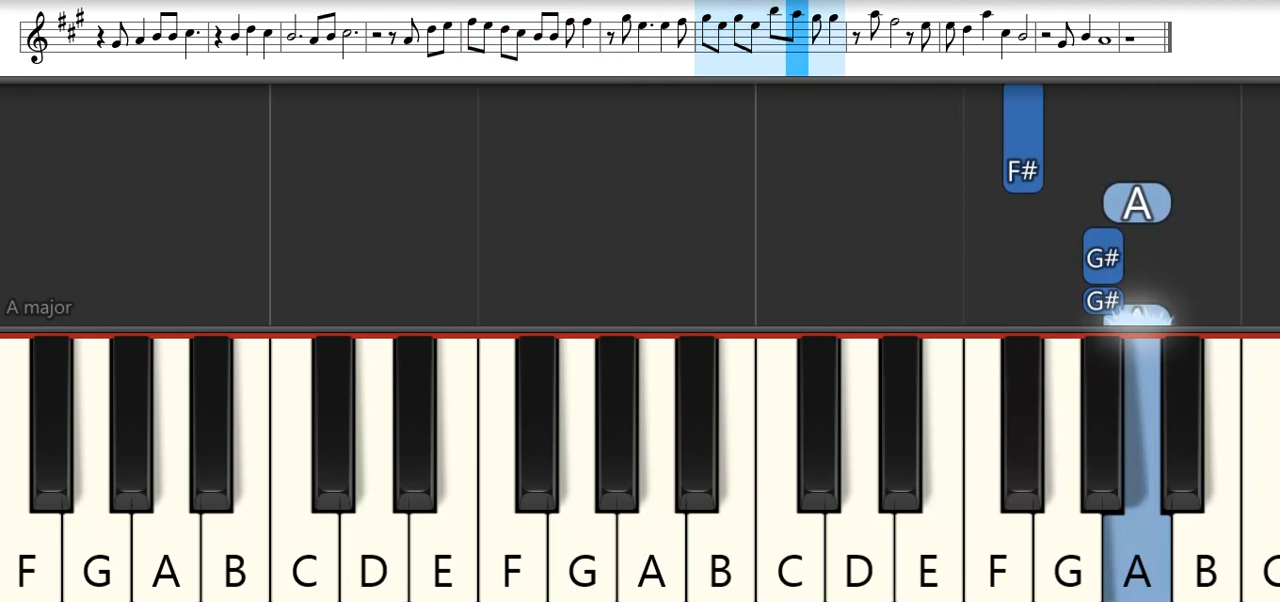 F#
A
G#
G#
A
A major
F G A B C D E F G A B C D E F G A B C